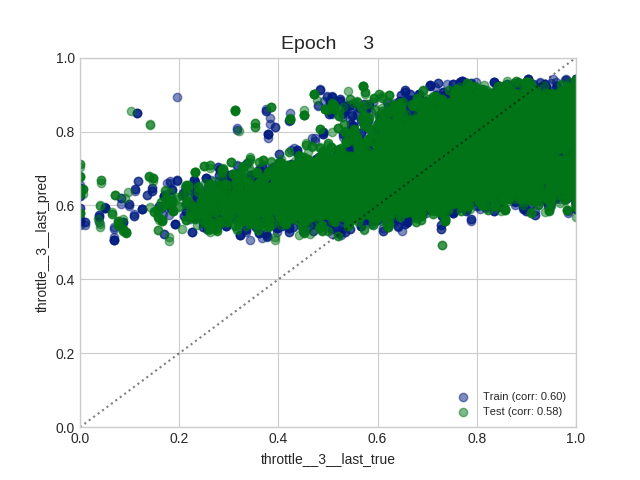 Epoch 3
1.0
0.8
0.6
0.4
0.2
0.0
throttle__3__last_pred
0.0 0.2 0.4 0.6 0.8 1.0
throttle__3__last_true
Train (corr: 0.60)
Test (corr: 0.58)